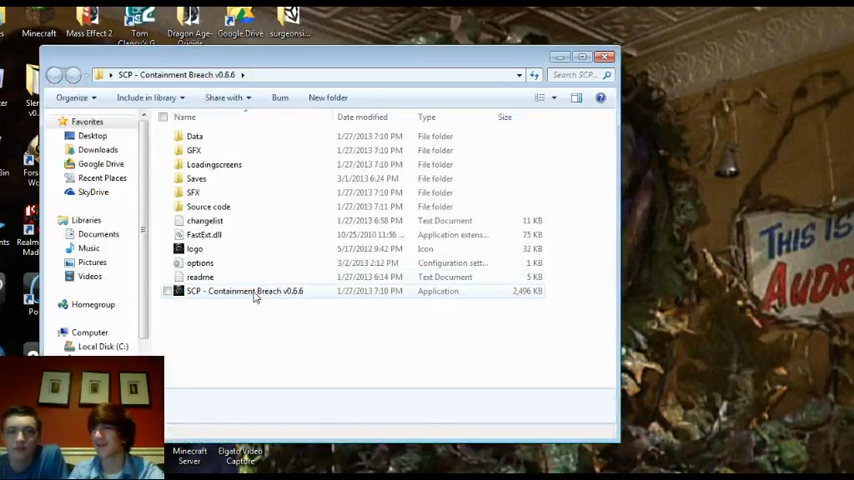 Minecraft
Mass Effect 2
Tom
Clancy's G...
Dragon Age-
Origins
Google Drive
surgeonsi...
SCP - Containment Breach v0.6.6
Search SCP...
Organize
Include in library
Share with
Burn
New folder
Name
Date modified
Type
Size
Favorites
Desktop
Downloads
Google Drive
Recent Places
SkyDrive
Libraries
Documents
Music
Pictures
Videos
Homegroup
Computer
Local Disk (C:)
Data
1/27/2013 7:10 PM
File folder
GFX
1/27/2013 7:10 PM
File folder
Loadingscreens
1/27/2013 7:10 PM
File folder
Saves
3/1/2013 6:24 PM
File folder
SFX
1/27/2013 7:10 PM
File folder
Source code
1/27/2013 7:11 PM
File folder
changelist
1/27/2013 6:58 PM
Text Document
11 KB
FastExt.dll
10/25/2010 11:56 ...
Application extens...
75 KB
logo
5/17/2012 9:42 PM
Icon
32 KB
options
3/2/2013 2:12 PM
Configuration sett...
1 KB
readme
1/27/2013 6:14 PM
Text Document
5 KB
SCP - Containment Breach v0.6.6
1/27/2013 7:10 PM
Application
2,496 KB
THIS IS
AUDR
Minecraft
Server
Elgato Video
Capture